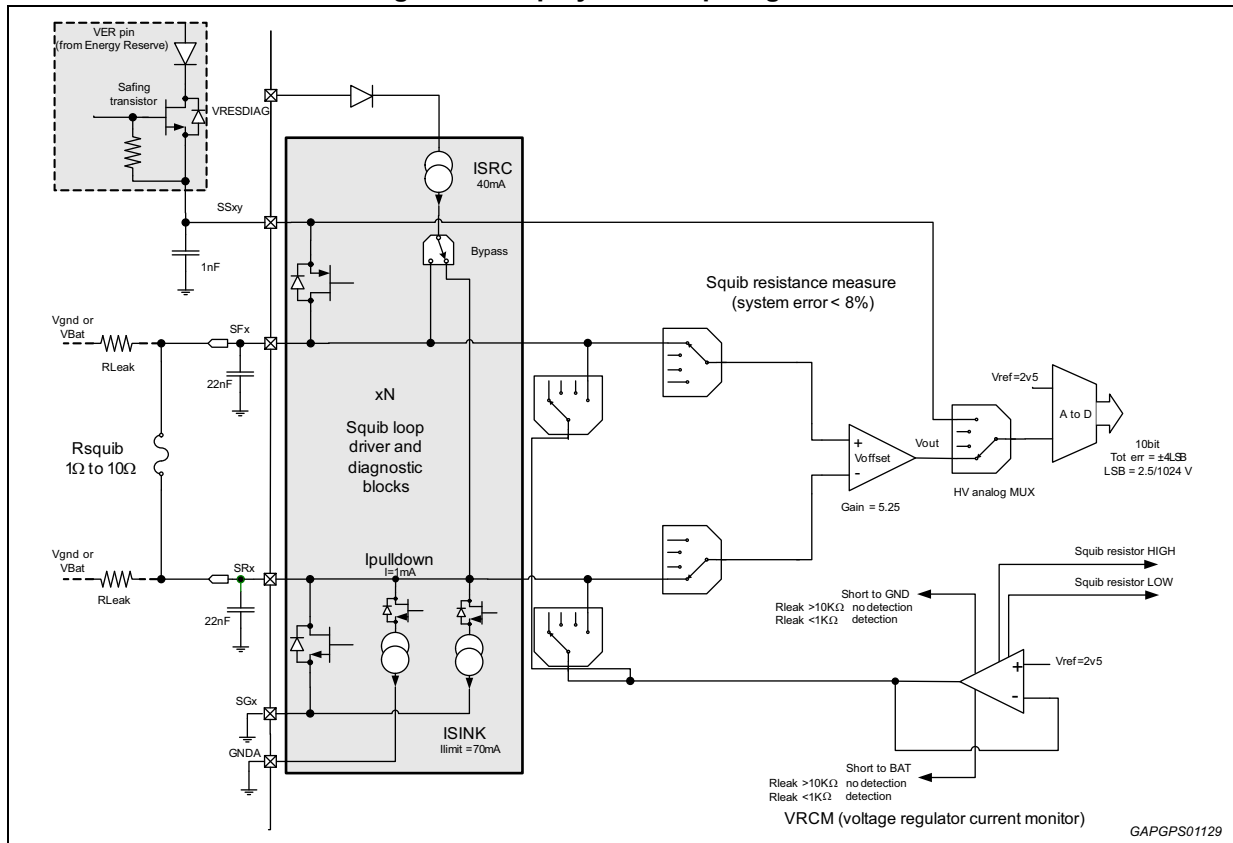 VER pin
(from Energy Reserve)
Safing
transistor
VRESDIAG
ISRC
40mA
SSxy
1nF
Bypass
Squib resistance measure
(system error < 8%)
Vgnd or
VBat
RLeak
SFx
22nF
xN
Squib loop
driver and
diagnostic
blocks
Rsquib
1Ω to 10Ω
Vref=2v5
A to D
+
Voffset
-
Vout
Gain = 5.25
HV analog MUX
10bit
Tot err = ±4LSB
LSB = 2.5/1024 V
Vgnd or
VBat
RLeak
SRx
22nF
Ipulldown
I=1mA
Squib resistor HIGH
Squib resistor LOW
Short to GND
Rleak >10KΩ no detection
Rleak <1KΩ detection
+
Vref=2v5
-
SGx
GNDA
ISINK
Ilimit =70mA
Short to BAT
Rleak >10KΩ no detection
Rleak <1KΩ detection
VRCM (voltage regulator current monitor)
GAPGPS01129